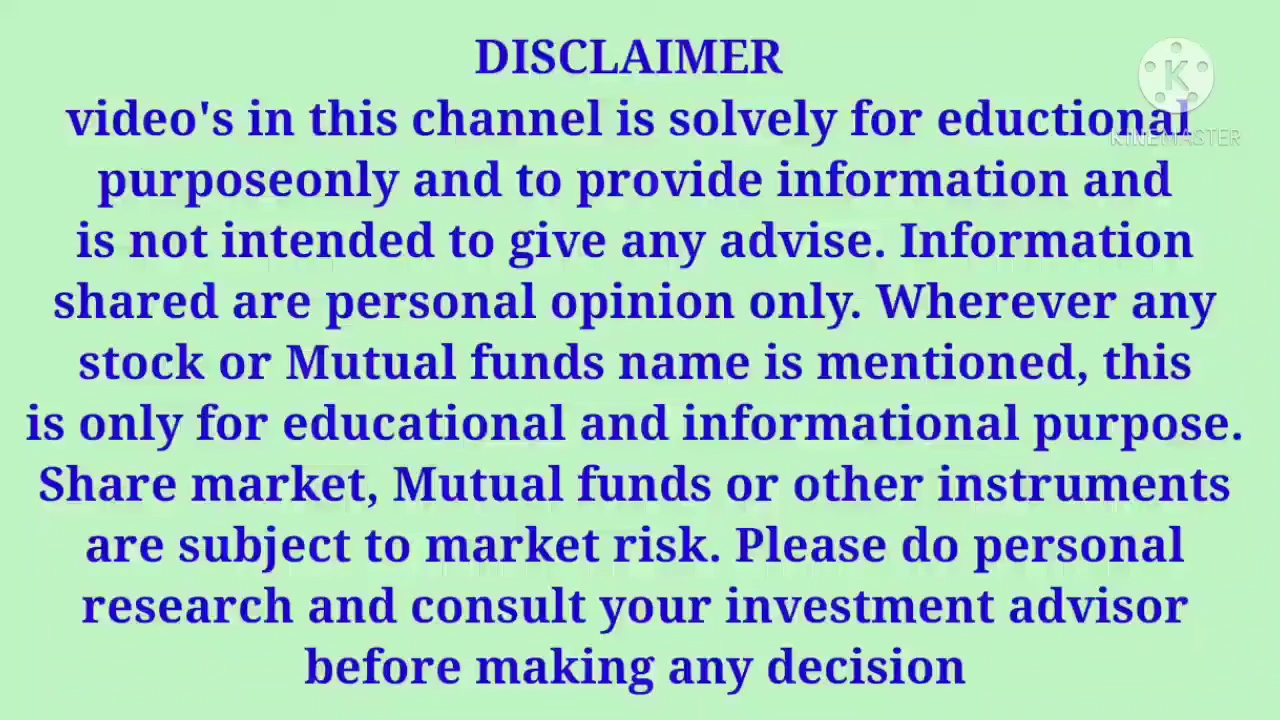 DISCLAIMER
video's in this channel is solvely for eductional
purposeonly and to provide information and
is not intended to give any advise. Information
shared are personal opinion only. Wherever any
stock or Mutual funds name is mentioned, this
is only for educational and informational purpose.
Share market, Mutual funds or other instruments
are subject to market risk. Please do personal
research and consult your investment advisor
before making any decision
K
KINEMASTER